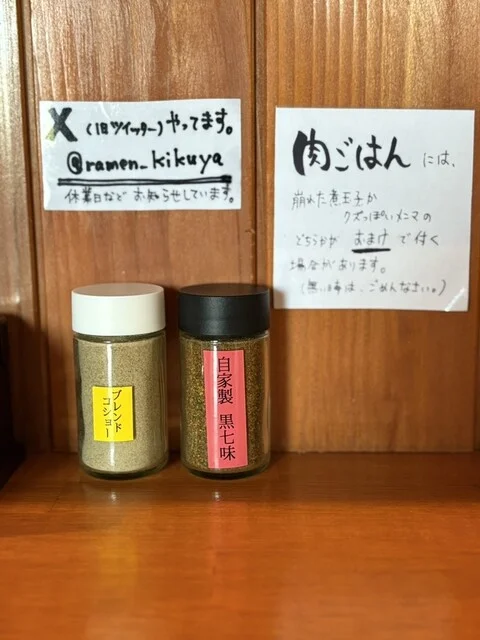 X（旧ツイッター）やってます。
@ramen_kikuya
休業日など お知らせしています。
肉ごはん には、
崩れた煮玉子か
クズっぽいメンマの
どちらかが おまけ で付く
場合があります。
（無い時は、ごめんなさい。）
ブレンド
コショー
自家製 黒七味